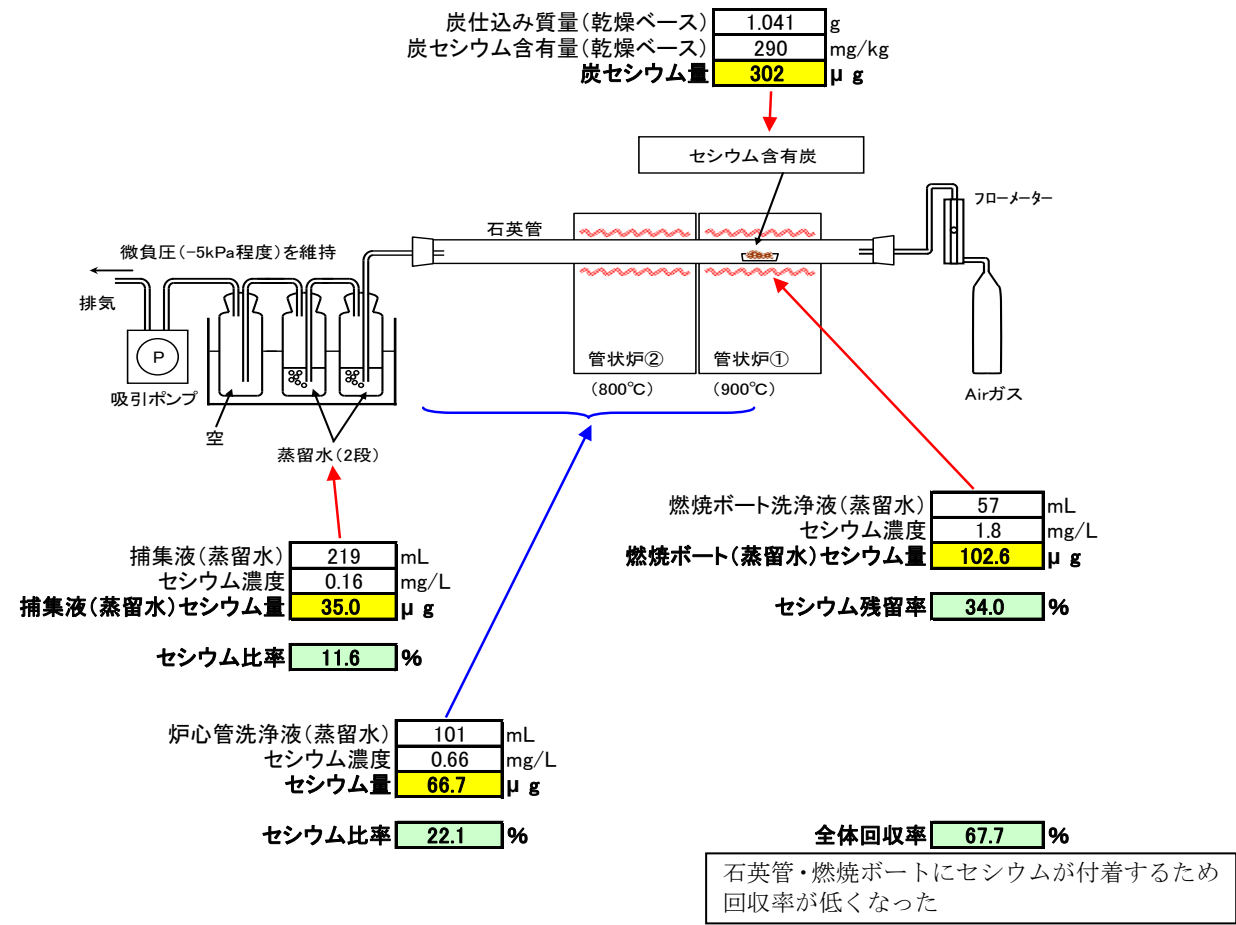 炭仕込み質量(乾燥ベース) 1.041 g
炭セシウム含有量(乾燥ベース) 290 mg/kg
炭セシウム量 302 μg
セシウム含有炭
フローメーター
石英管
微負圧(-5kPa程度)を維持
排気
P
吸引ポンプ
空
蒸留水(2段)
管状炉②
(800℃)
管状炉①
(900℃)
Airガス
燃焼ボート洗浄液(蒸留水) 57 mL
セシウム濃度 1.8 mg/L
燃焼ボート(蒸留水)セシウム量 102.6 μg
セシウム残留率 34.0 %
捕集液(蒸留水) 219 mL
セシウム濃度 0.16 mg/L
捕集液(蒸留水)セシウム量 35.0 μg
セシウム比率 11.6 %
炉心管洗浄液(蒸留水) 101 mL
セシウム濃度 0.66 mg/L
セシウム量 66.7 μg
セシウム比率 22.1 %
全体回収率 67.7 %
石英管・燃焼ボートにセシウムが付着するため
回収率が低くなった